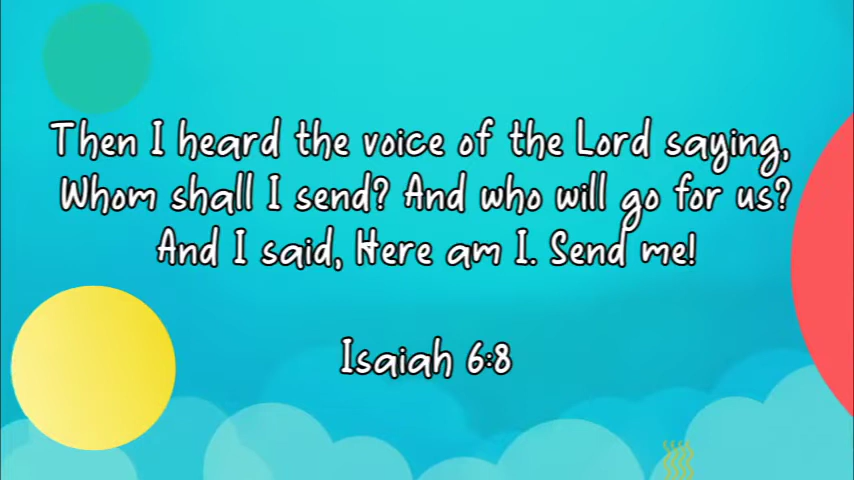 Then I heard the voice of the Lord saying,
Whom shall I send? And who will go for us?
And I said, Here am I. Send me!
Isaiah 6:8